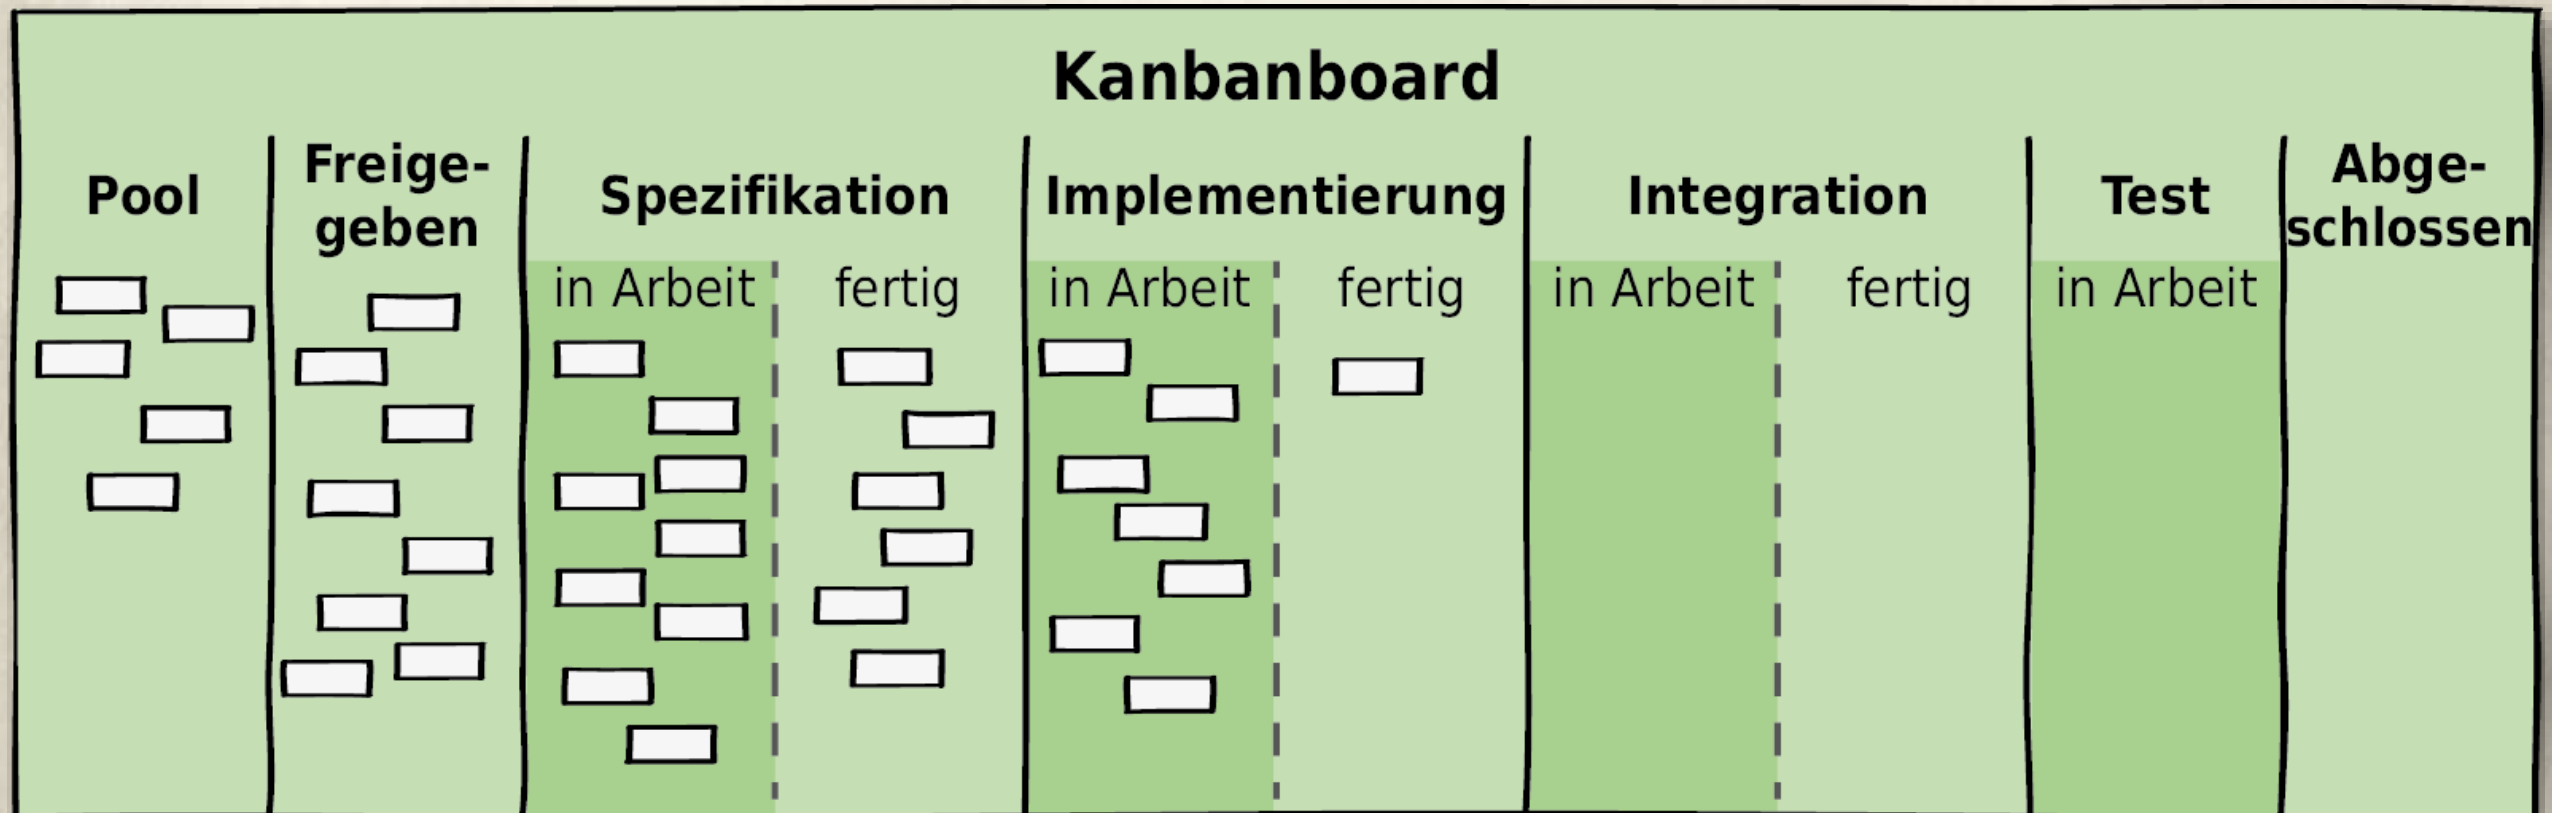 Kanbanboard
Pool
Freige-
geben
Spezifikation
in Arbeit
fertig
Implementierung
in Arbeit
fertig
Integration
in Arbeit
fertig
Test
in Arbeit
Abge-
schlossen